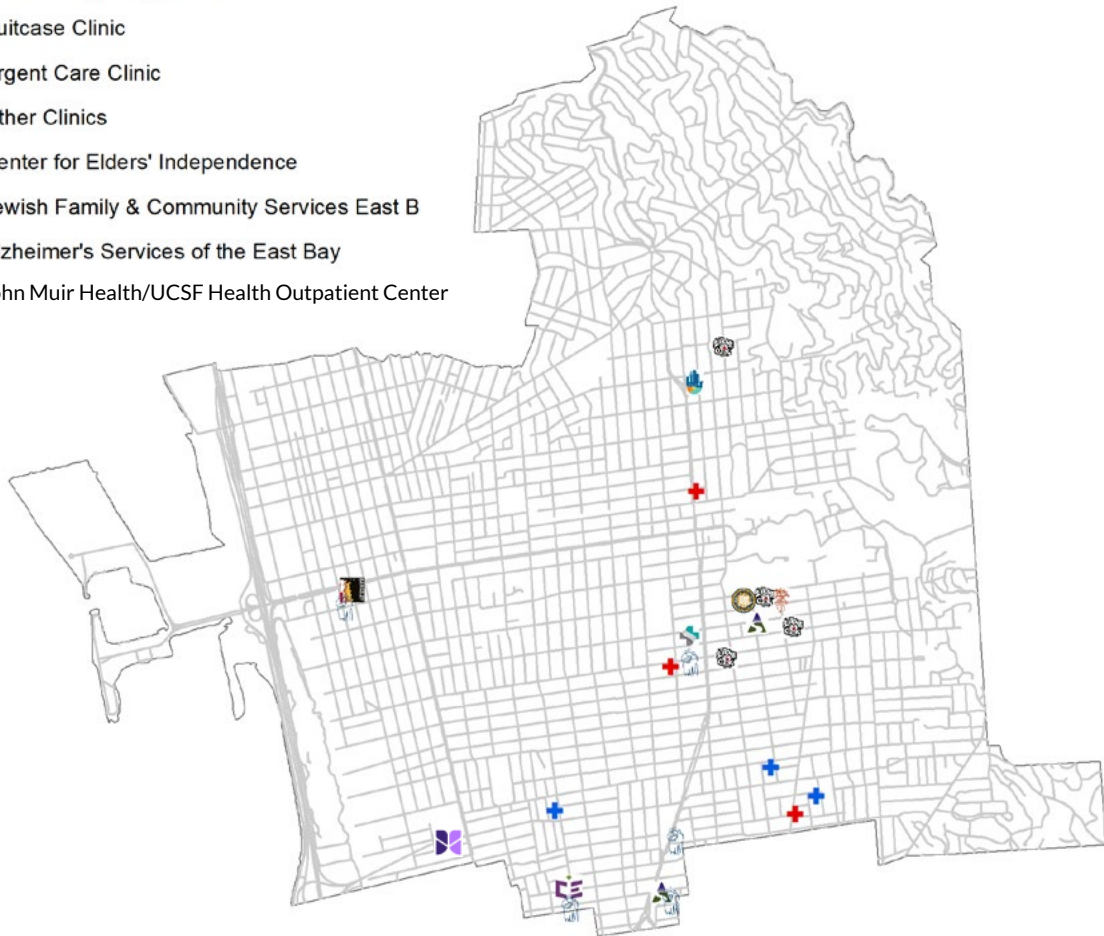 uitcase Clinic
rgent Care Clinic
ther Clinics
enter for Elders' Independence
ewish Family & Community Services East B
zheimer's Services of the East Bay
hn Muir Health/UCSF Health Outpatient Center